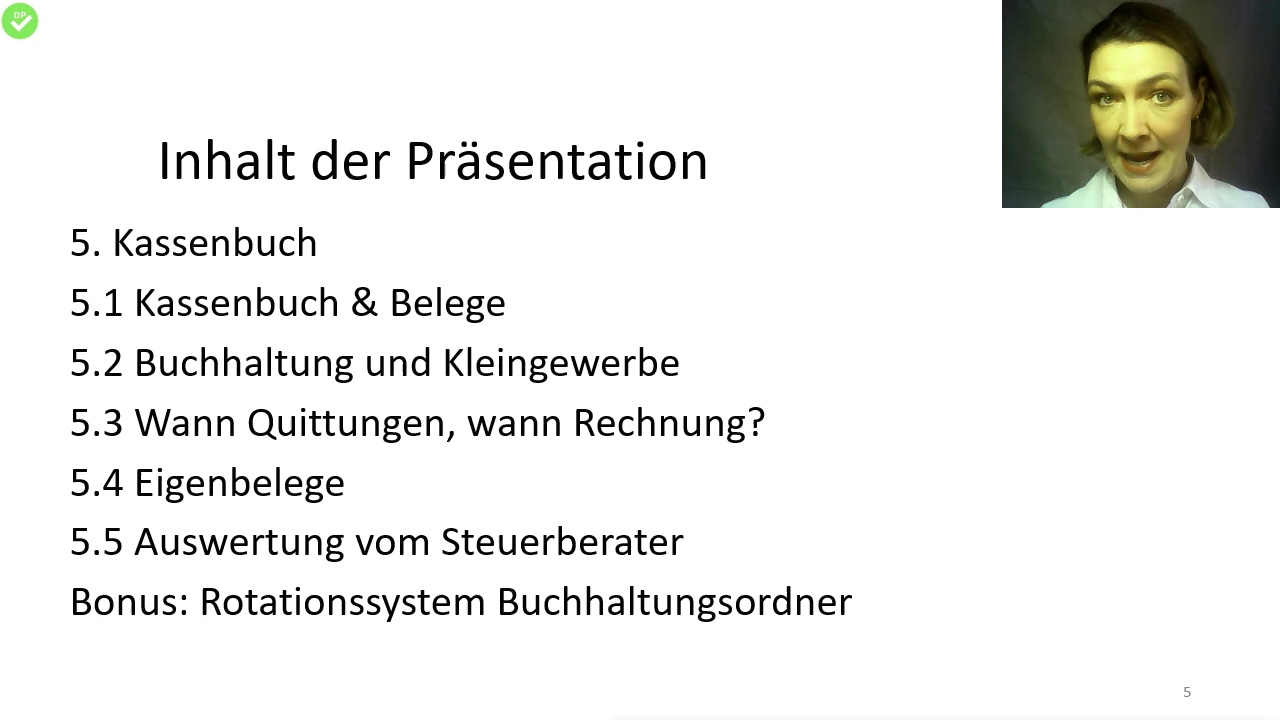 DP
Inhalt der Präsentation
5. Kassenbuch
5.1 Kassenbuch & Belege
5.2 Buchhaltung und Kleingewerbe
5.3 Wann Quittungen, wann Rechnung?
5.4 Eigenbelege
5.5 Auswertung vom Steuerberater
Bonus: Rotationssystem Buchhaltungsordner
5